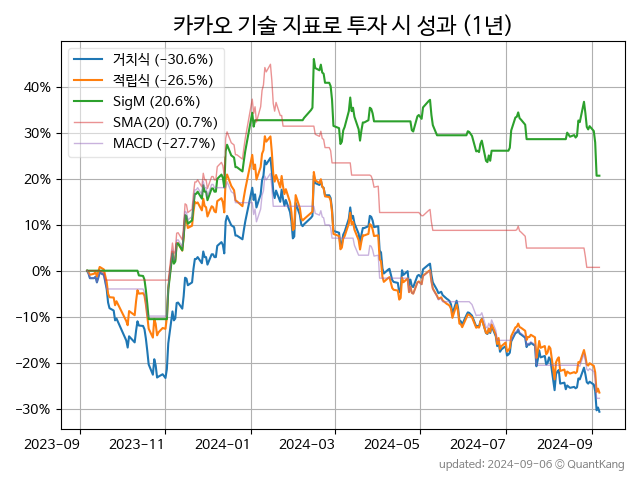 카카오 기술 지표로 투자 시 성과 (1년)
거치식 (−30.6%)
적립식 (−26.5%)
SigM (20.6%)
SMA(20) (0.7%)
MACD (−27.7%)
40%
30%
20%
10%
0%
−10%
−20%
−30%
2023-09 2023-11 2024-01 2024-03 2024-05 2024-07 2024-09
updated: 2024-09-06 © QuantKang